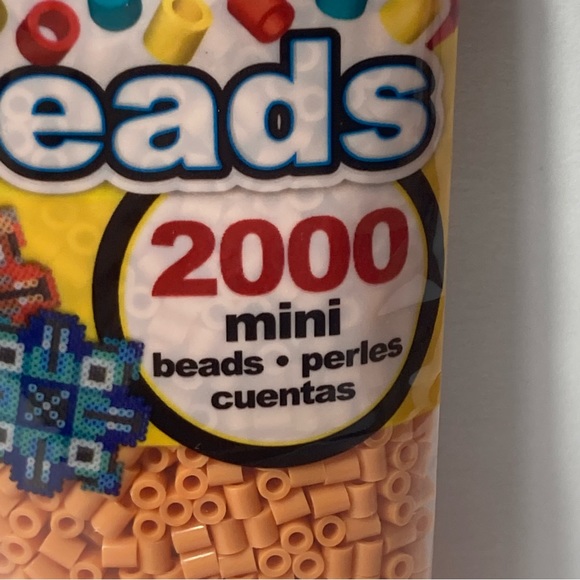 eads
2000
mini
beads • perles
cuentas